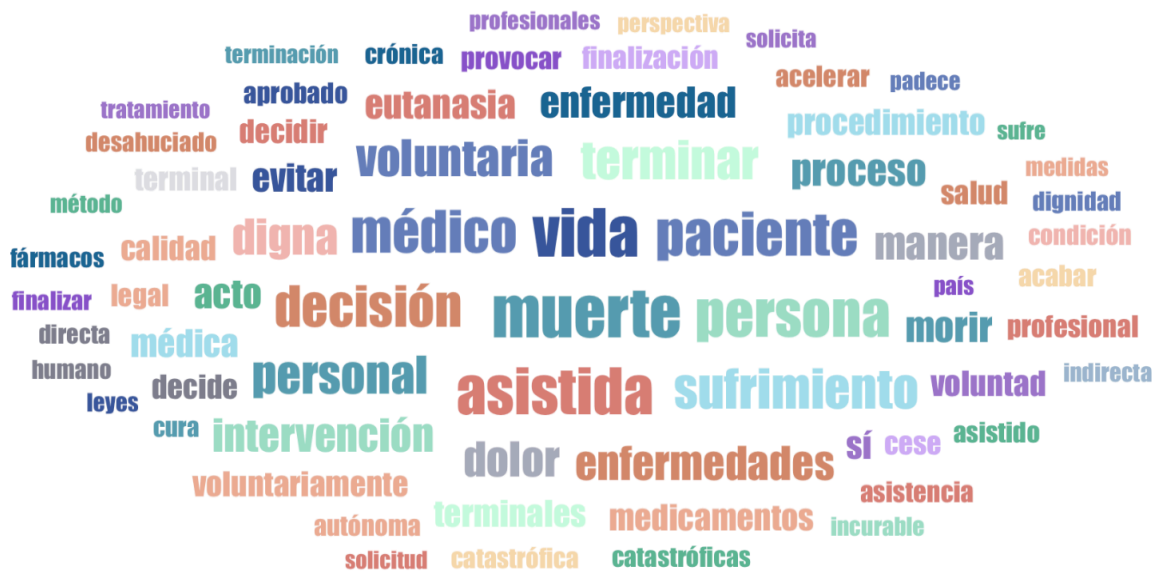 profesionales perspectiva
solicita
terminación crónica provocar finalización
acelerar padece
tratamiento aprobado eutanasia enfermedad
desahuciado decidir procedimiento sufre
terminal evitar voluntaria terminar proceso medidas
método salud dignidad
digna médico vida paciente manera condición
fármacos calidad
acabar
finalizar legal acto decisión muerte persona país
directa médica morir profesional
humano decide personal asistida sufrimiento voluntad indirecta
leyes
cura intervención dolor enfermedades sí cese asistido
voluntariamente asistencia
autónoma terminales medicamentos incurable
solicitud catastrófica catastróficas